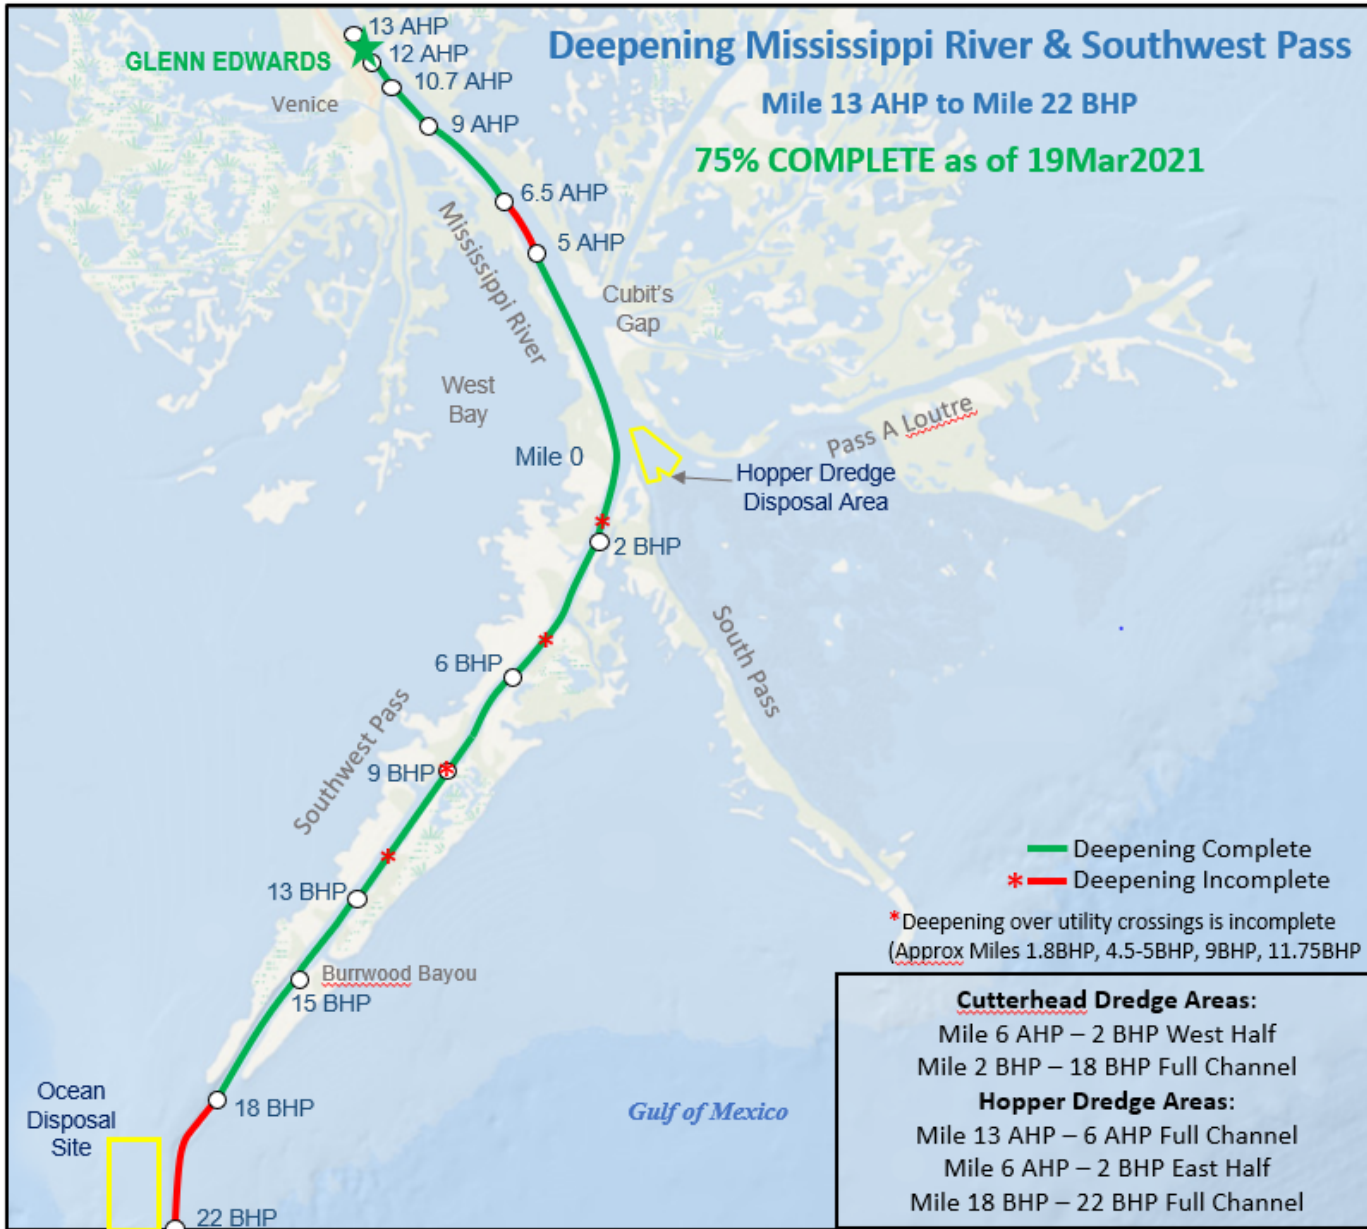 Deepening Mississippi River & Southwest Pass
Mile 13 AHP to Mile 22 BHP
75% COMPLETE as of 19Mar2021
13 AHP
GLENN EDWARDS
12 AHP
10.7 AHP
Venice
9 AHP
6.5 AHP
Mississippi River
5 AHP
Cubit's
Gap
West
Bay
Pass A Loutre
Mile 0
Hopper Dredge
Disposal Area
2 BHP
South Pass
6 BHP
Southwest Pass
9 BHP
13 BHP
Burrwood Bayou
15 BHP
18 BHP
Ocean
Disposal
Site
22 BHP
Gulf of Mexico
Deepening Complete
* Deepening Incomplete
*Deepening over utility crossings is incomplete
(Approx Miles 1.8BHP, 4.5-5BHP, 9BHP, 11.75BHP
Cutterhead Dredge Areas:
Mile 6 AHP – 2 BHP West Half
Mile 2 BHP – 18 BHP Full Channel
Hopper Dredge Areas:
Mile 13 AHP – 6 AHP Full Channel
Mile 6 AHP – 2 BHP East Half
Mile 18 BHP – 22 BHP Full Channel